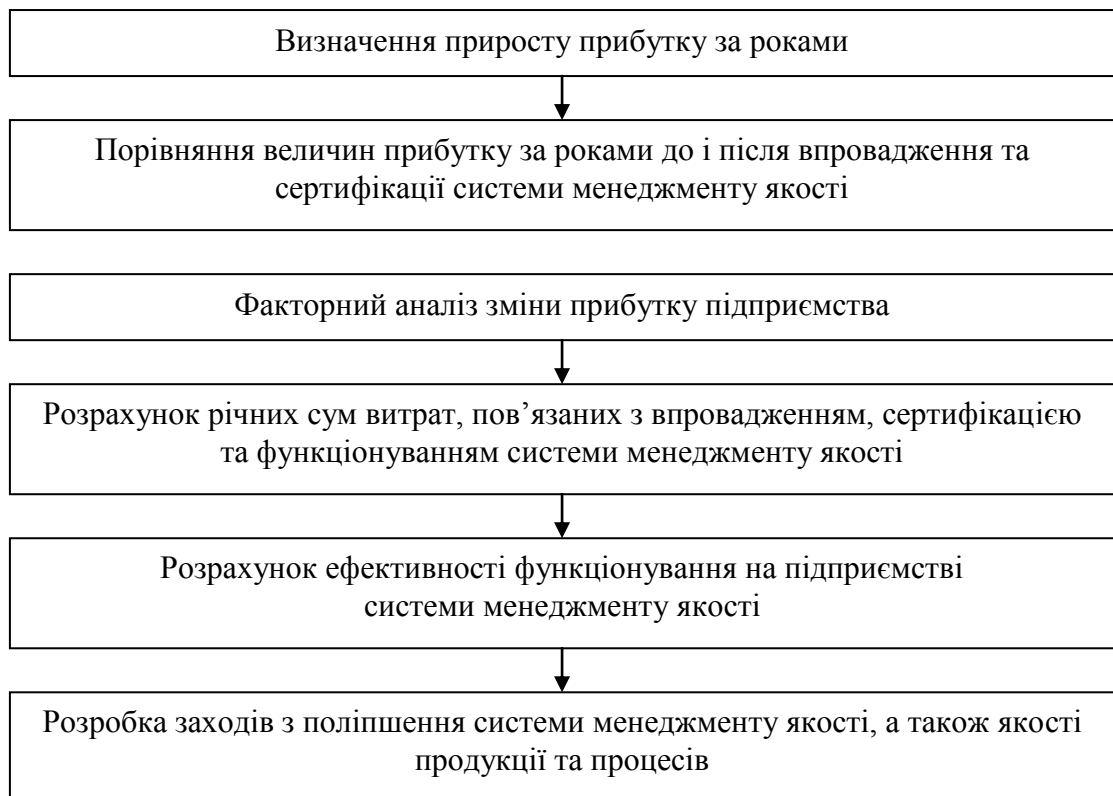 Визначення приросту прибутку за роками
Порівняння величин прибутку за роками до і після впровадження та
сертифікації системи менеджменту якості
Факторний аналіз зміни прибутку підприємства
Розрахунок річних сум витрат, пов’язаних з впровадженням, сертифікацією
та функціонуванням системи менеджменту якості
Розрахунок ефективності функціонування на підприємстві
системи менеджменту якості
Розробка заходів з поліпшення системи менеджменту якості, а також якості
продукції та процесів